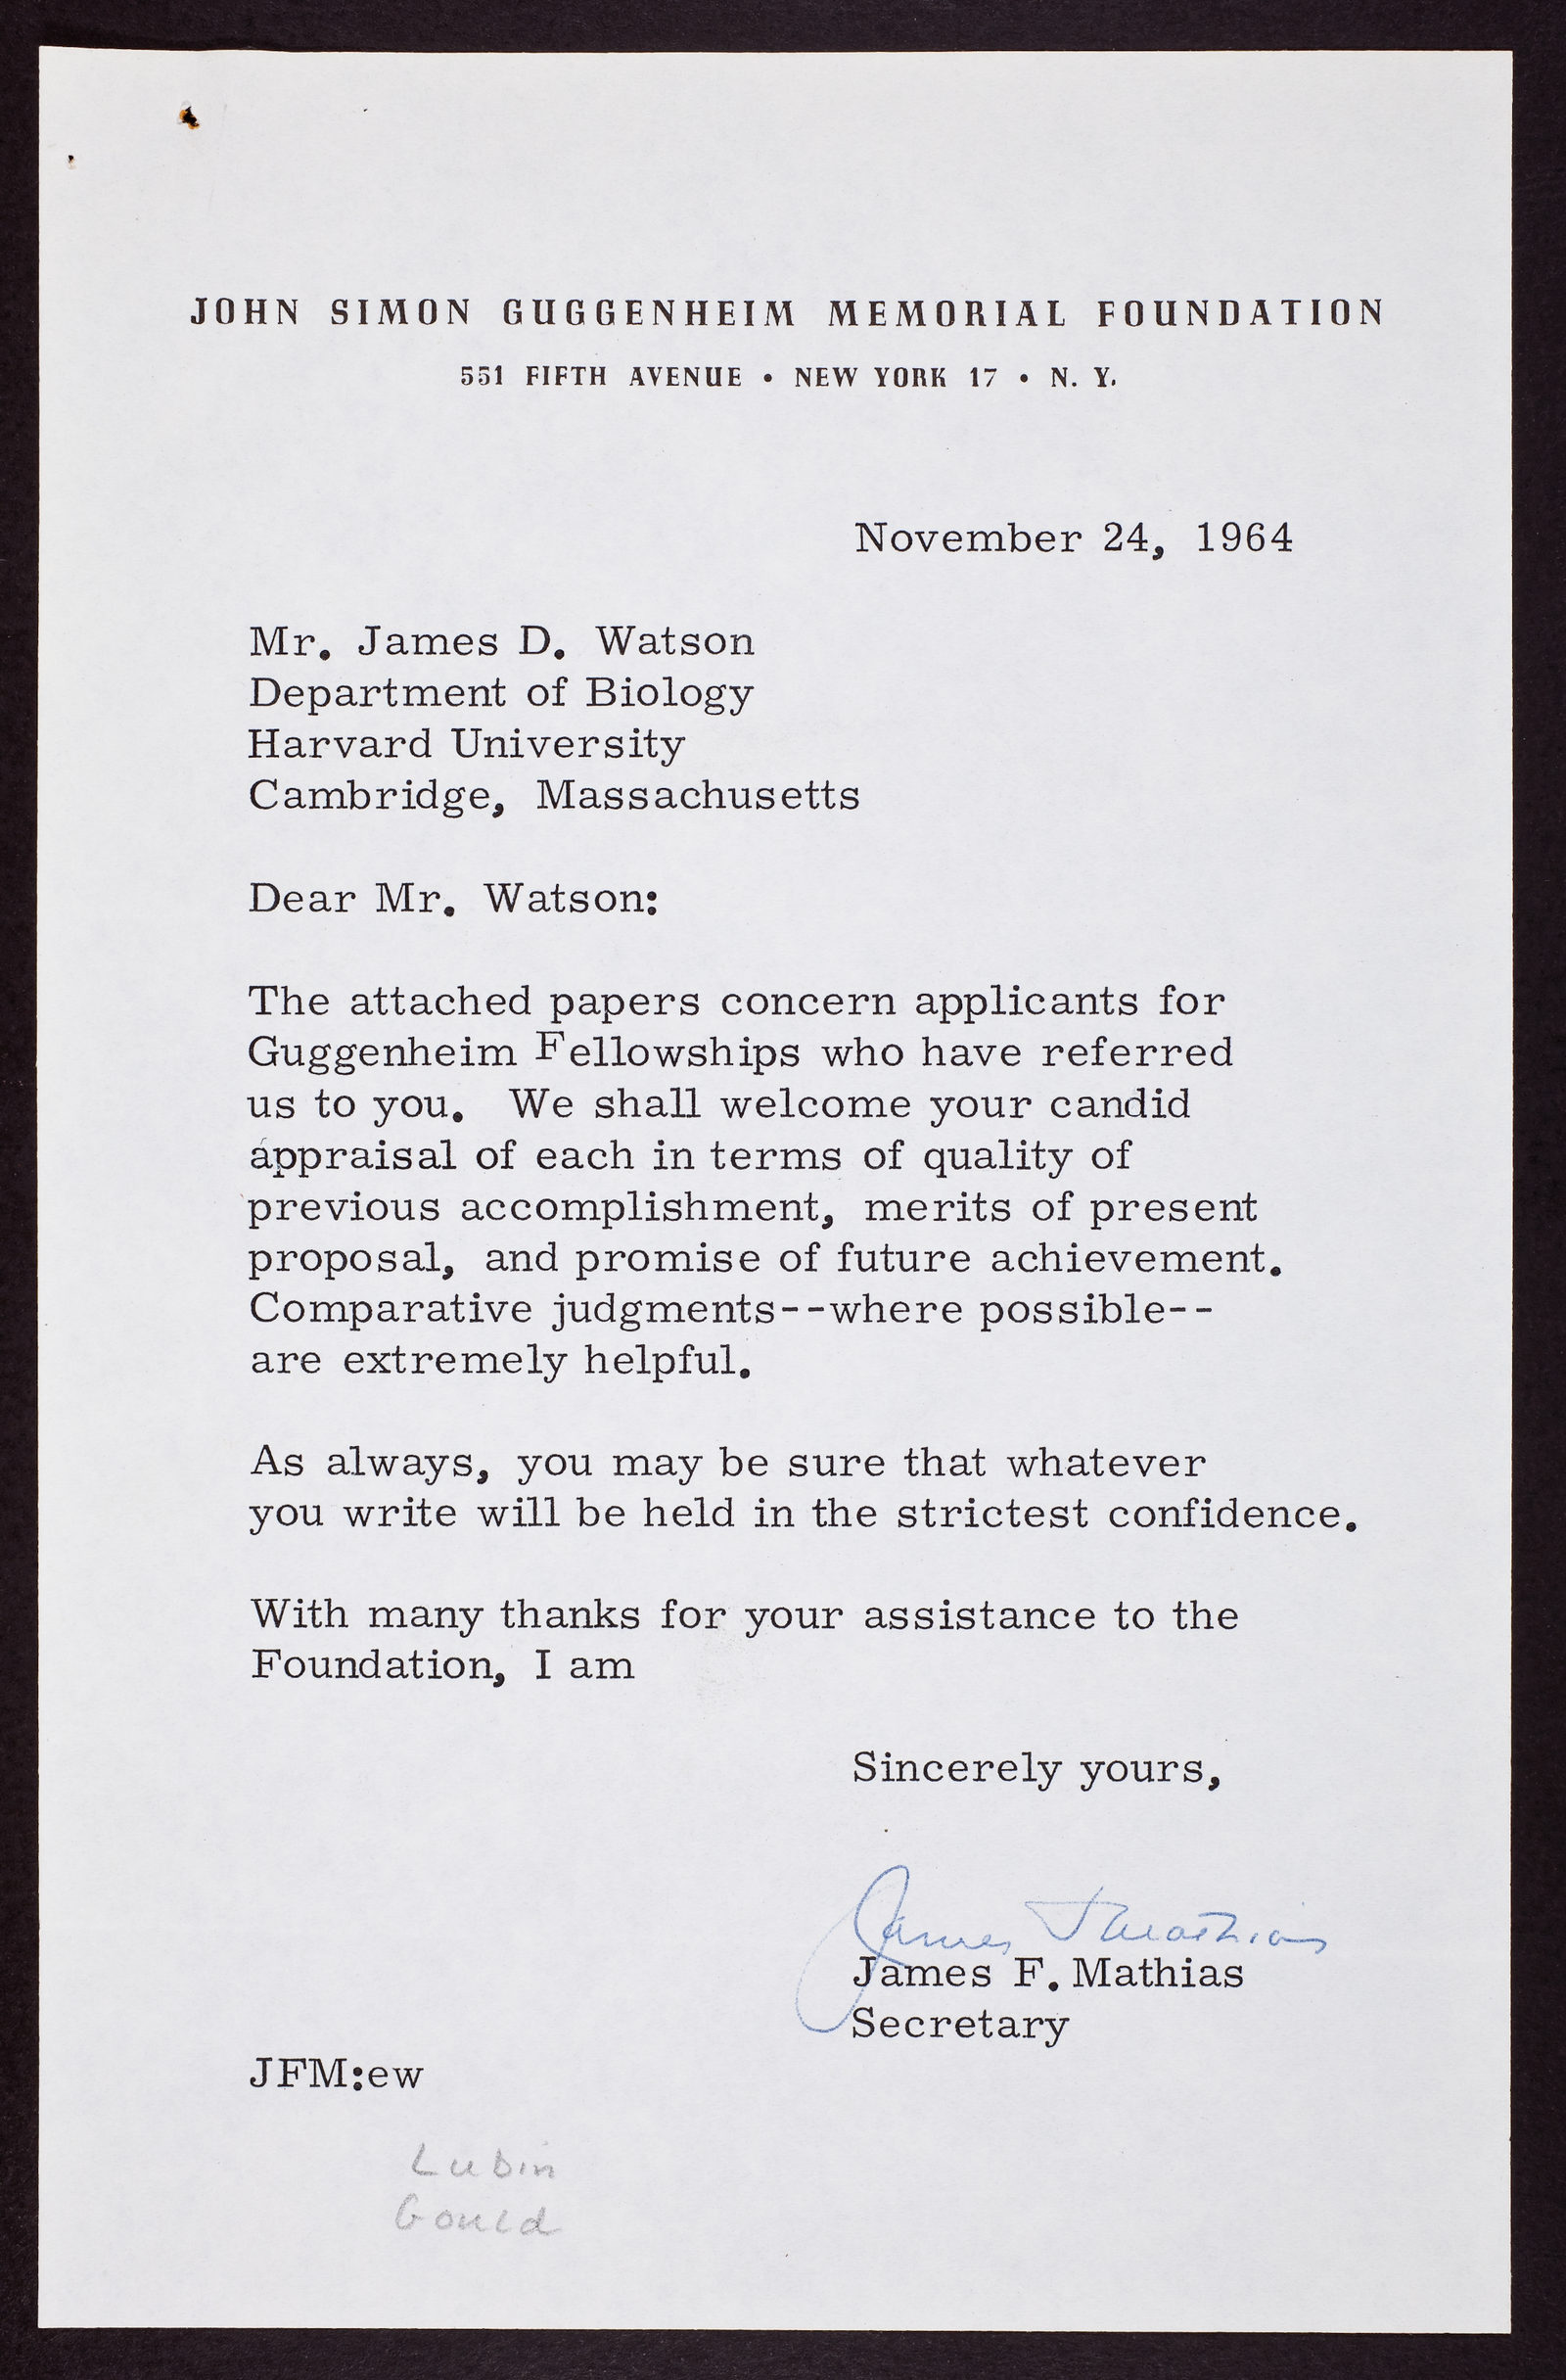 JOHN SIMON GUGGENHEIM MEMORIAL FOUNDATION
551 FIFTH AVENUE • NEW YORK 17 • N. Y.
November 24, 1964
Mr. James D. Watson
Department of Biology
Harvard University
Cambridge, Massachusetts
Dear Mr. Watson:
The attached papers concern applicants for
Guggenheim Fellowships who have referred
us to you. We shall welcome your candid
appraisal of each in terms of quality of
previous accomplishment, merits of present
proposal, and promise of future achievement.
Comparative judgments--where possible--
are extremely helpful.
As always, you may be sure that whatever
you write will be held in the strictest confidence.
With many thanks for your assistance to the
Foundation, I am
Sincerely yours,
James F Mathias
James F. Mathias
Secretary
JFM:ew
Lubin
Gould